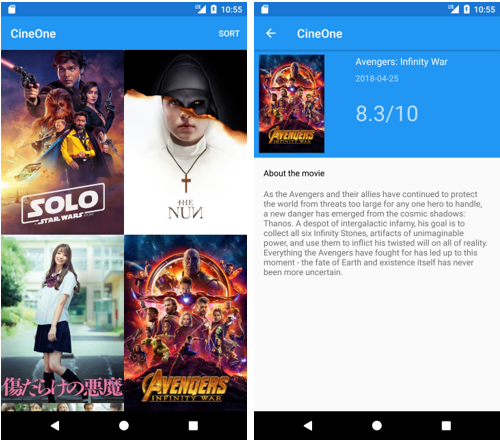 10:55
CineOne
SORT
SOLO
A STAR WARS STORY
THE
NUN
傷だらけの悪魔
AVENGERS
INFINITY WAR
10:55
CineOne
AVENGERS
INFINITY WAR
Avengers: Infinity War
2018-04-25
8.3/10
About the movie
As the Avengers and their allies have continued to protect
the world from threats too large for any one hero to handle,
a new danger has emerged from the cosmic shadows:
Thanos. A despot of intergalactic infamy, his goal is to
collect all six Infinity Stones, artifacts of unimaginable
power, and use them to inflict his twisted will on all of reality.
Everything the Avengers have fought for has led up to this
moment - the fate of Earth and existence itself has never
been more uncertain.